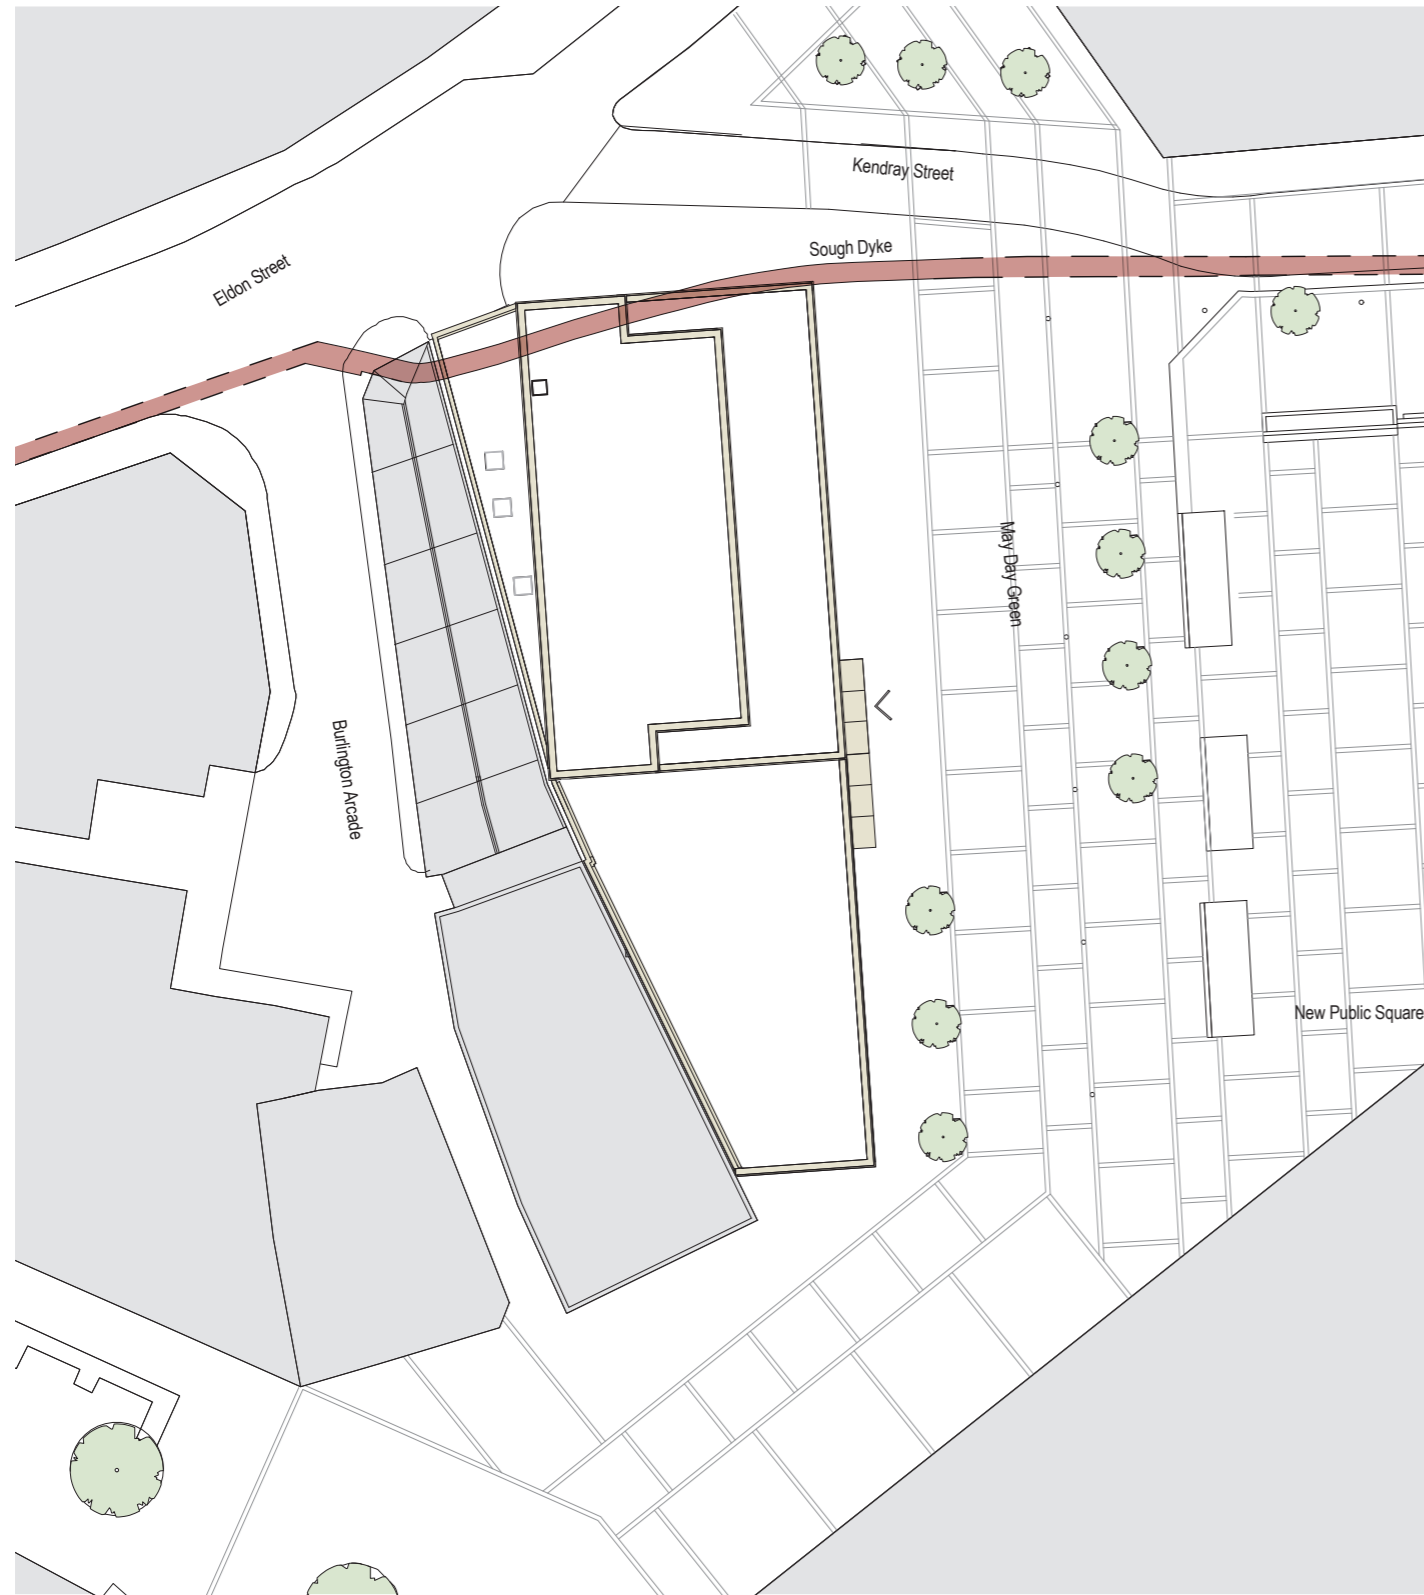 Kendray Street
Sough Dyke
Eldon Street
May Day Green
Burlington Arcade
New Public Square